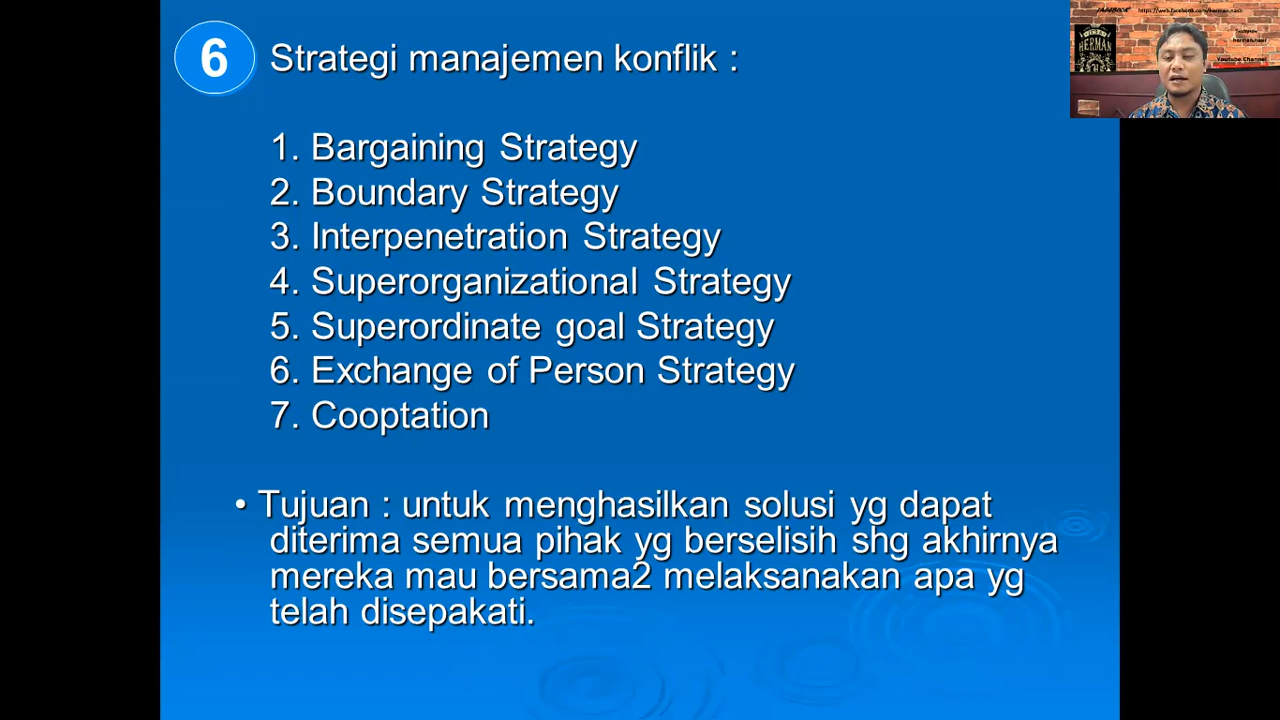 6
Strategi manajemen konflik :
1. Bargaining Strategy
2. Boundary Strategy
3. Interpenetration Strategy
4. Superorganizational Strategy
5. Superordinate goal Strategy
6. Exchange of Person Strategy
7. Cooptation
• Tujuan : untuk menghasilkan solusi yg dapat
diterima semua pihak yg berselisih shg akhirnya
mereka mau bersama2 melaksanakan apa yg
telah disepakati.
HERMAN
Youtube Channel